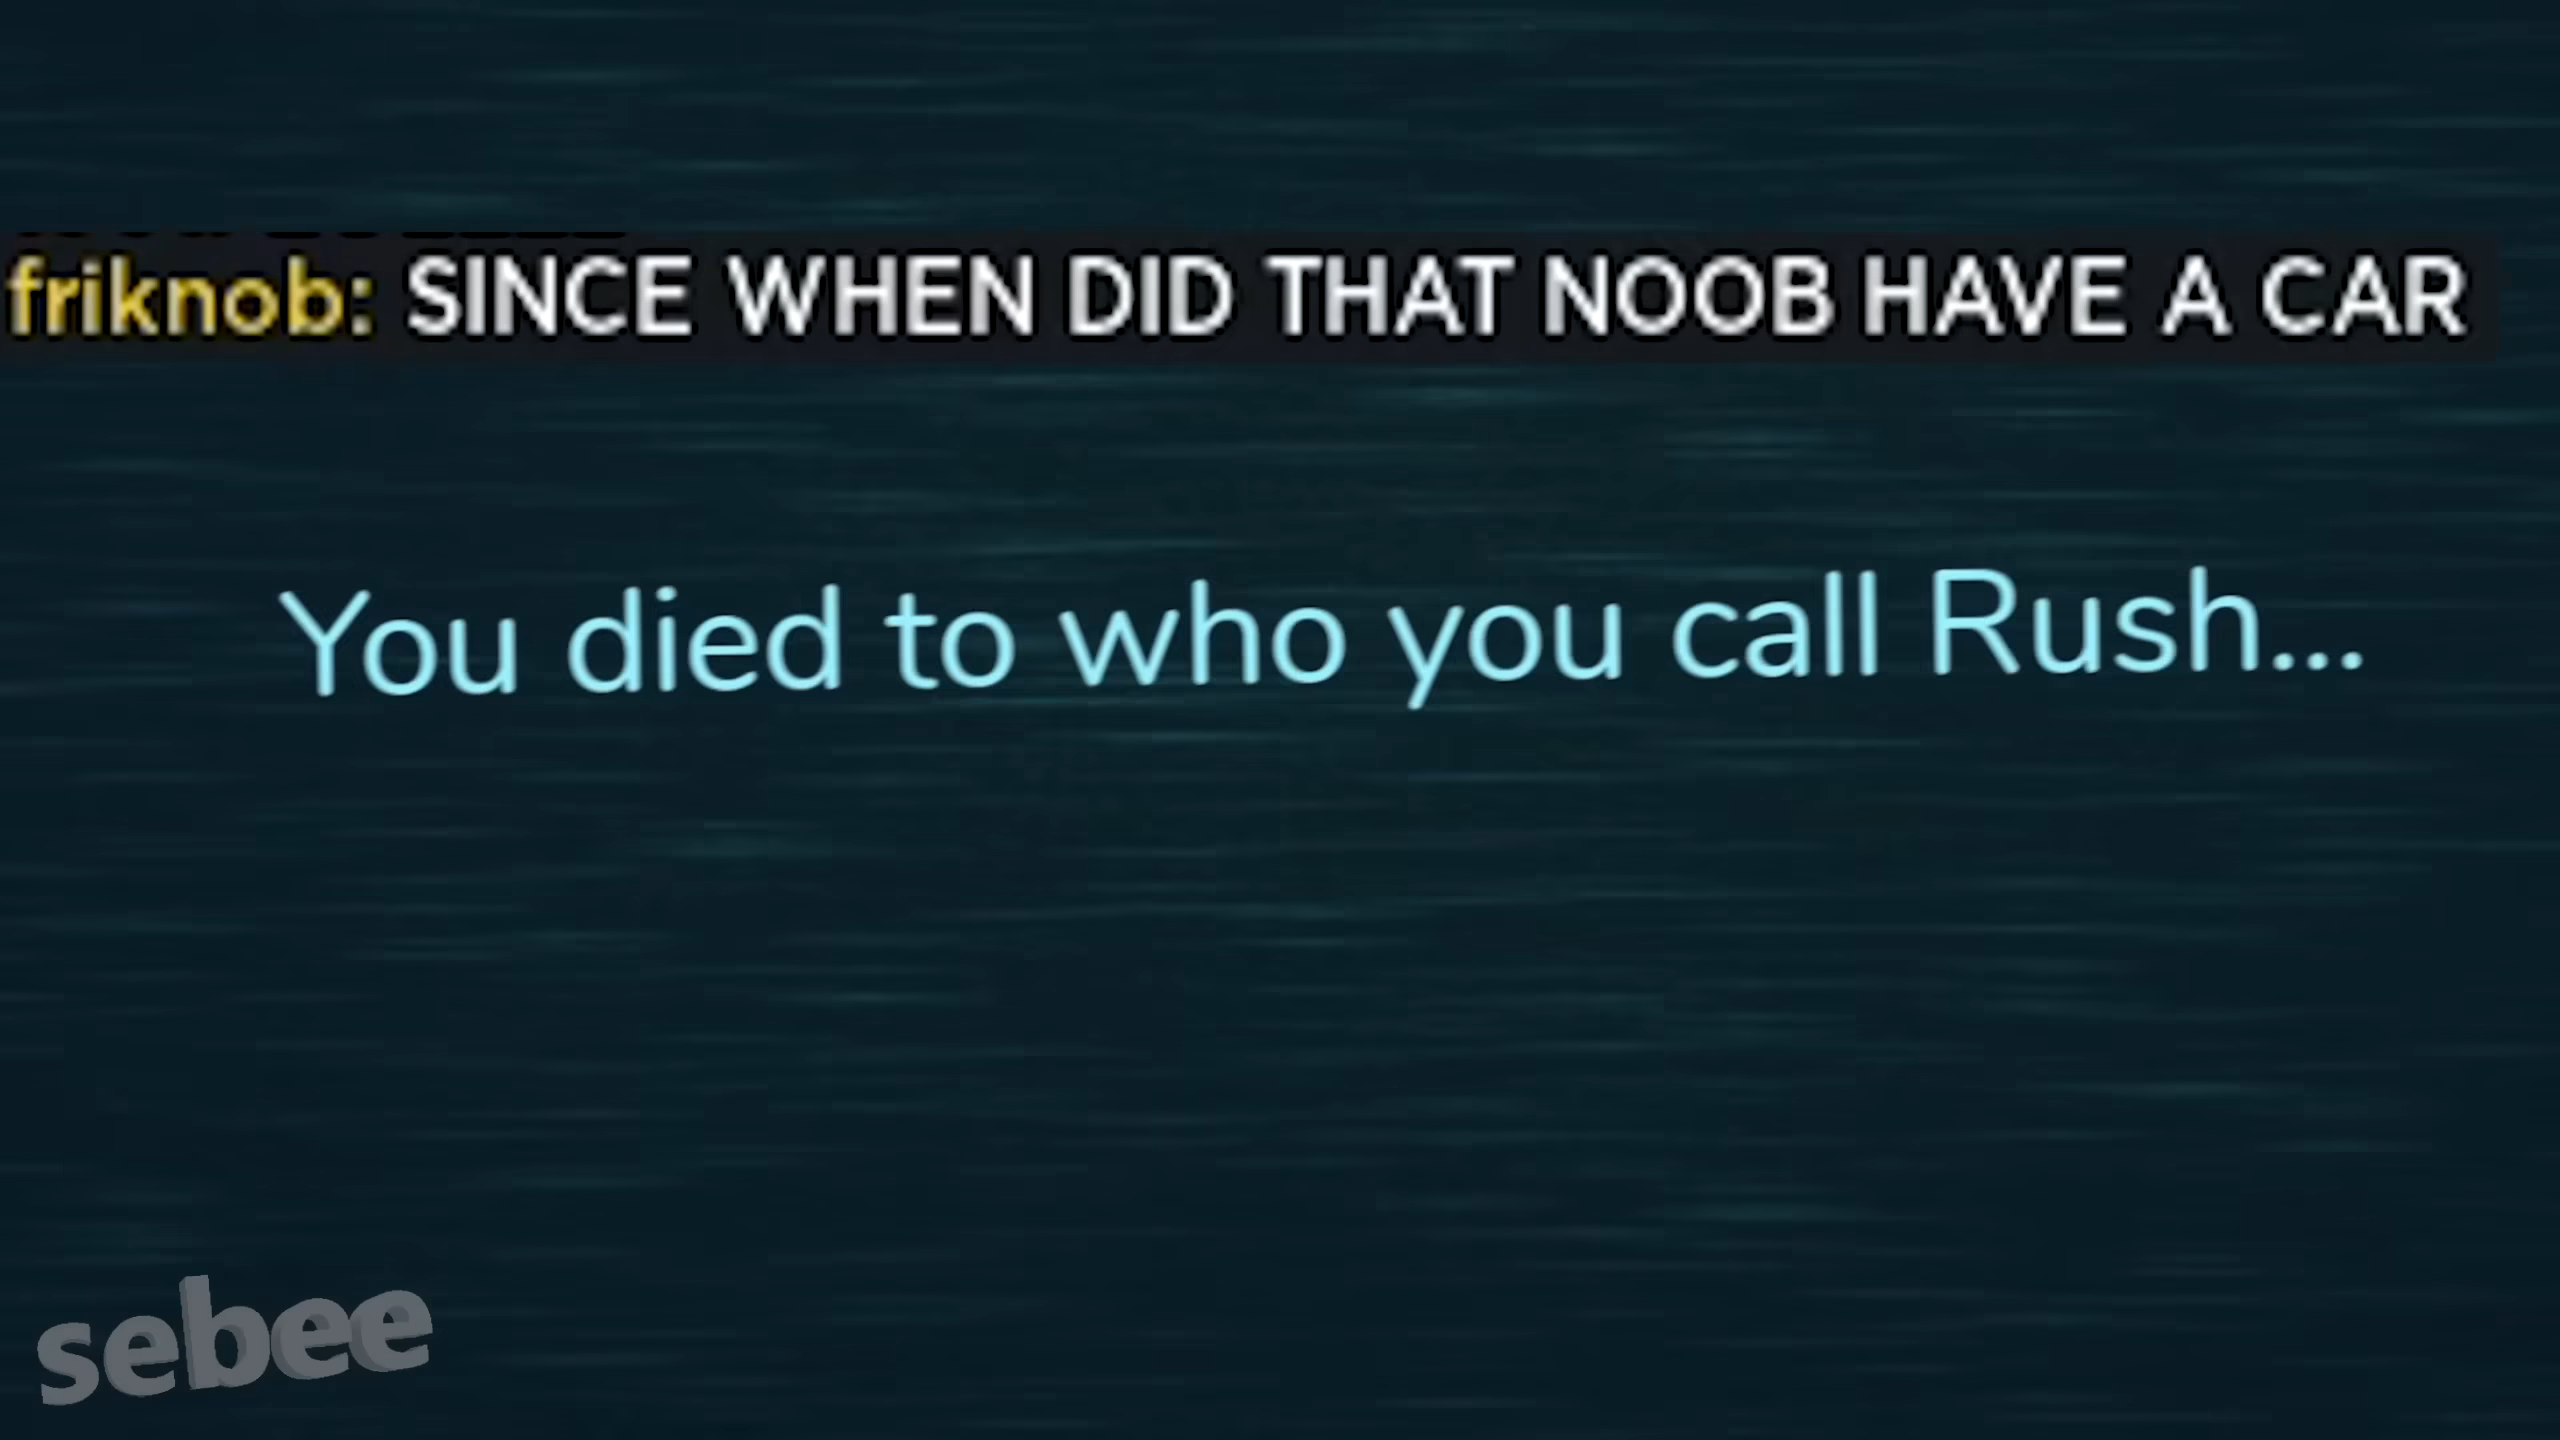 friknob: SINCE WHEN DID THAT NOOB HAVE A CAR
You died to who you call Rush...
sebee